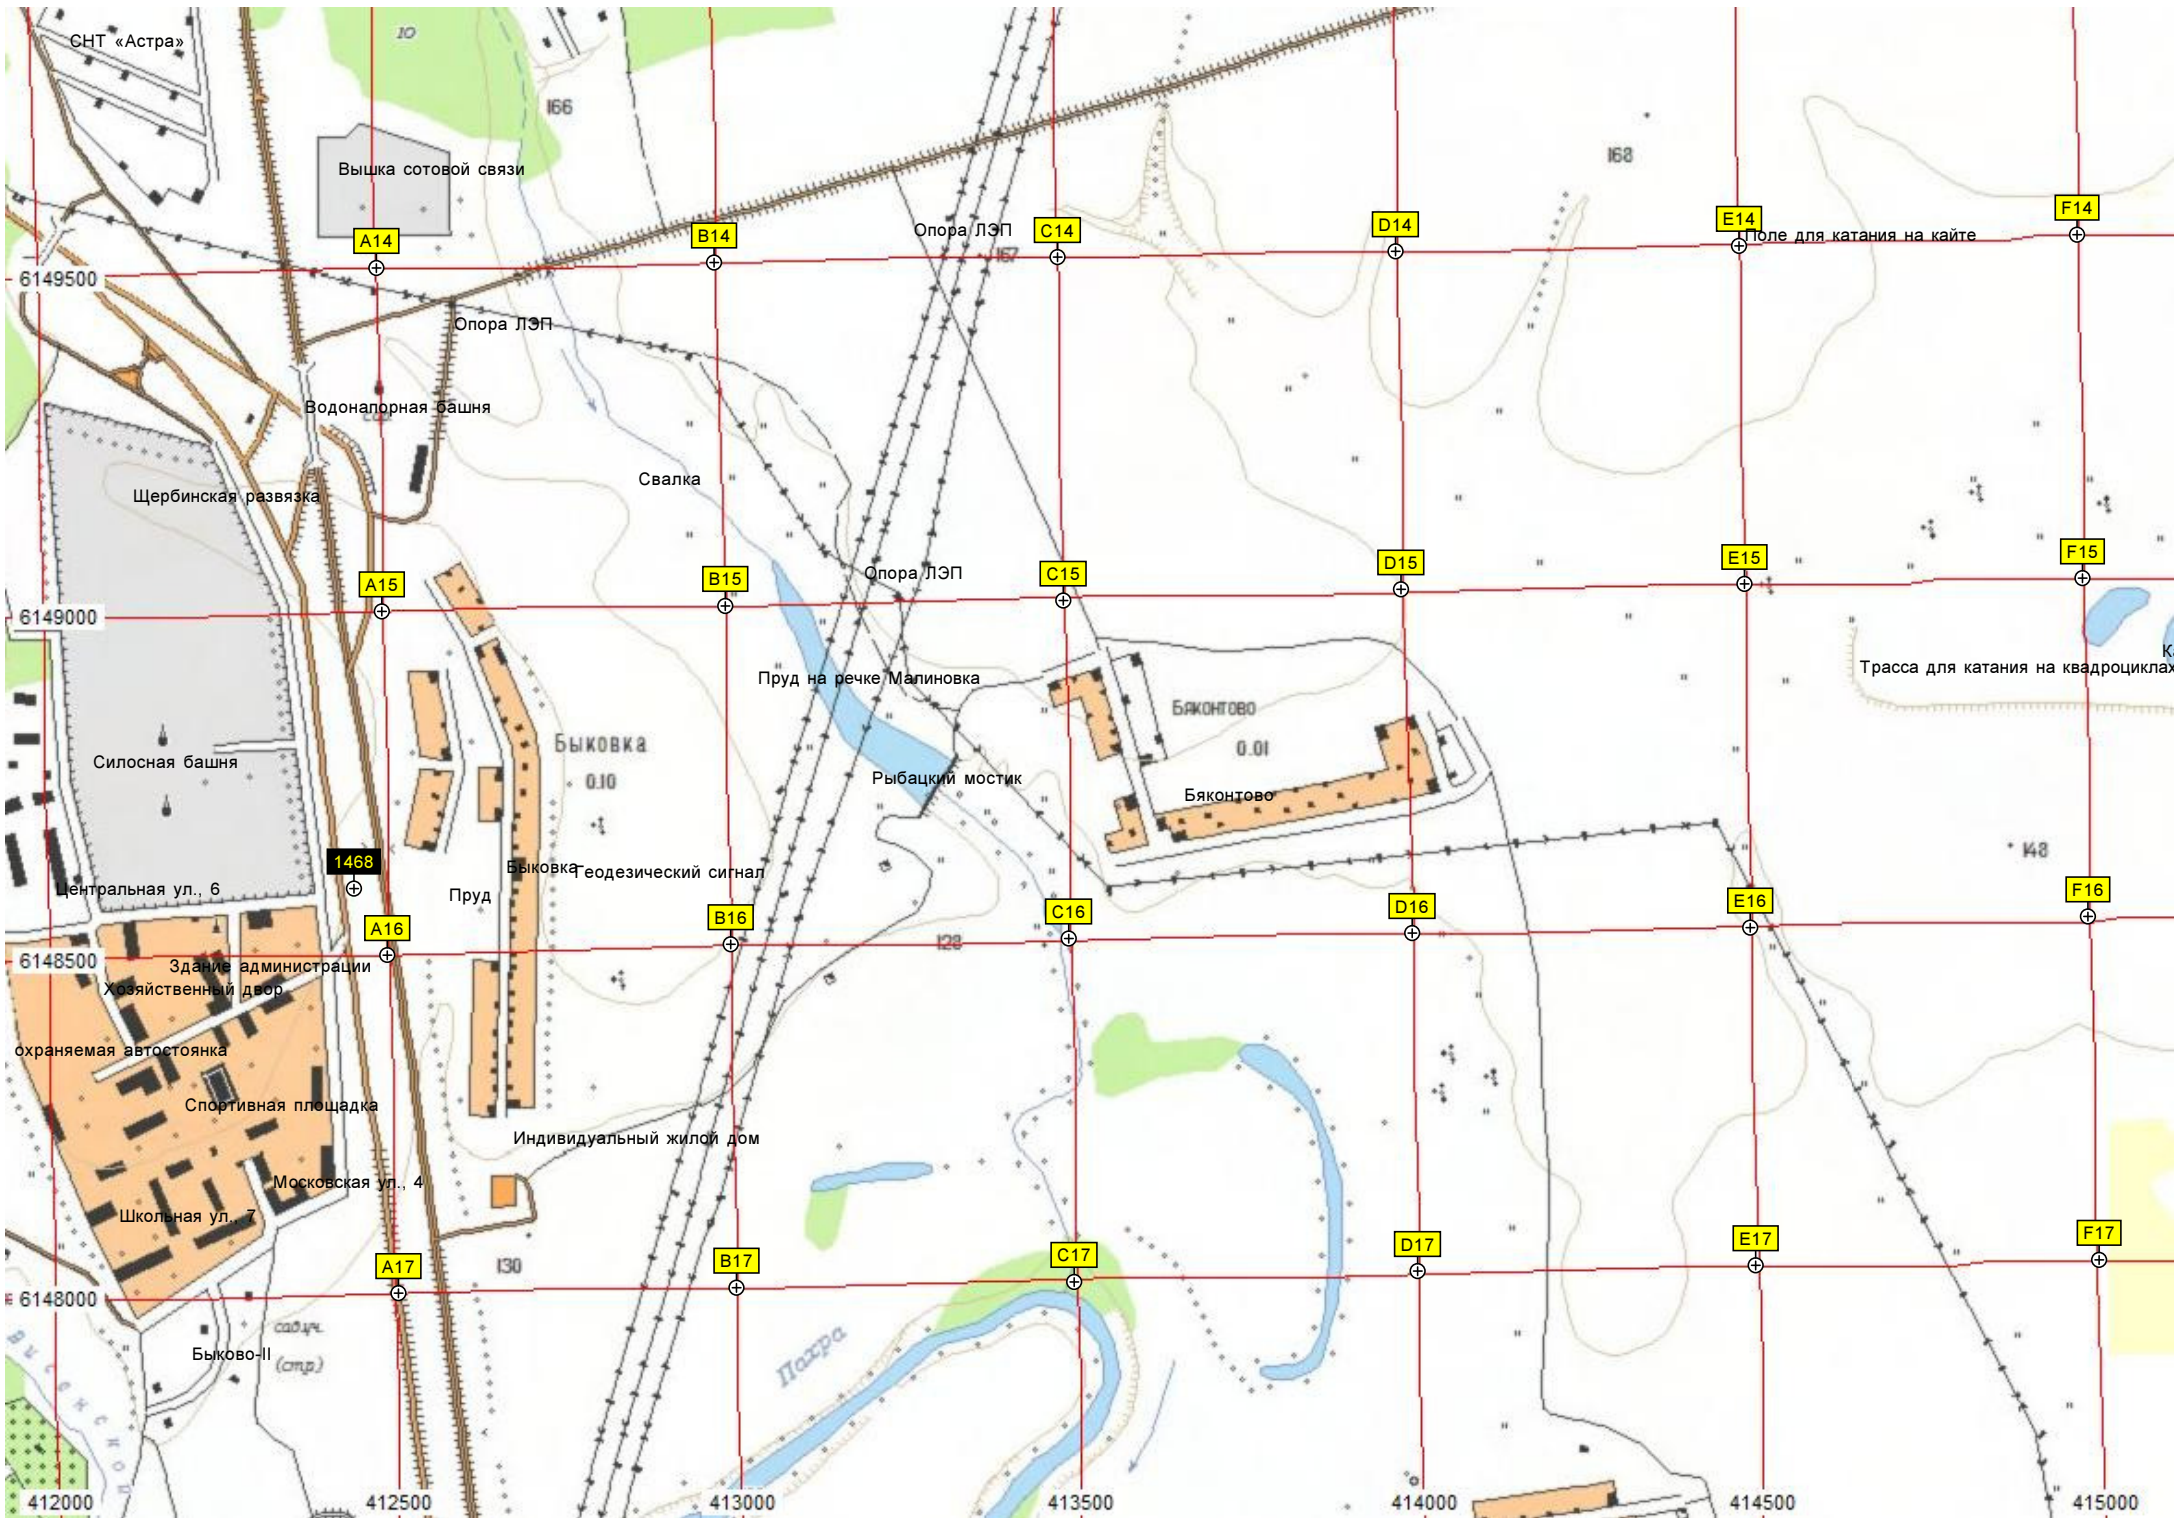 СНТ «Астра»
10
166
Вышка сотовой связи
168
A14
B14
Опора ЛЭП
C14
D14
E14
F14
Поле для катания на кайте
167
6149500
Опора ЛЭП
Водонапорная башня
Свалка
Щербинская развязка
A15
B15
Опора ЛЭП
C15
D15
E15
F15
6149000
Трасса для катания на квадроциклах
Пруд на речке Малиновка
Бяконтово
0.01
Быковка
0.10
Силосная башня
Рыбацкий мостик
Бяконтово
148
1468
Центральная ул., 6
Быковка
Геодезический сигнал
Пруд
A16
B16
C16
D16
E16
F16
128
6148500
Здание администрации
Хозяйственный двор
охраняемая автостоянка
Спортивная площадка
Индивидуальный жилой дом
Московская ул., 4
Школьная ул., 7
A17
B17
C17
D17
E17
F17
130
6148000
сад.уч.
Быково-II
(стр.)
Пахра
412000
412500
413000
413500
414000
414500
415000